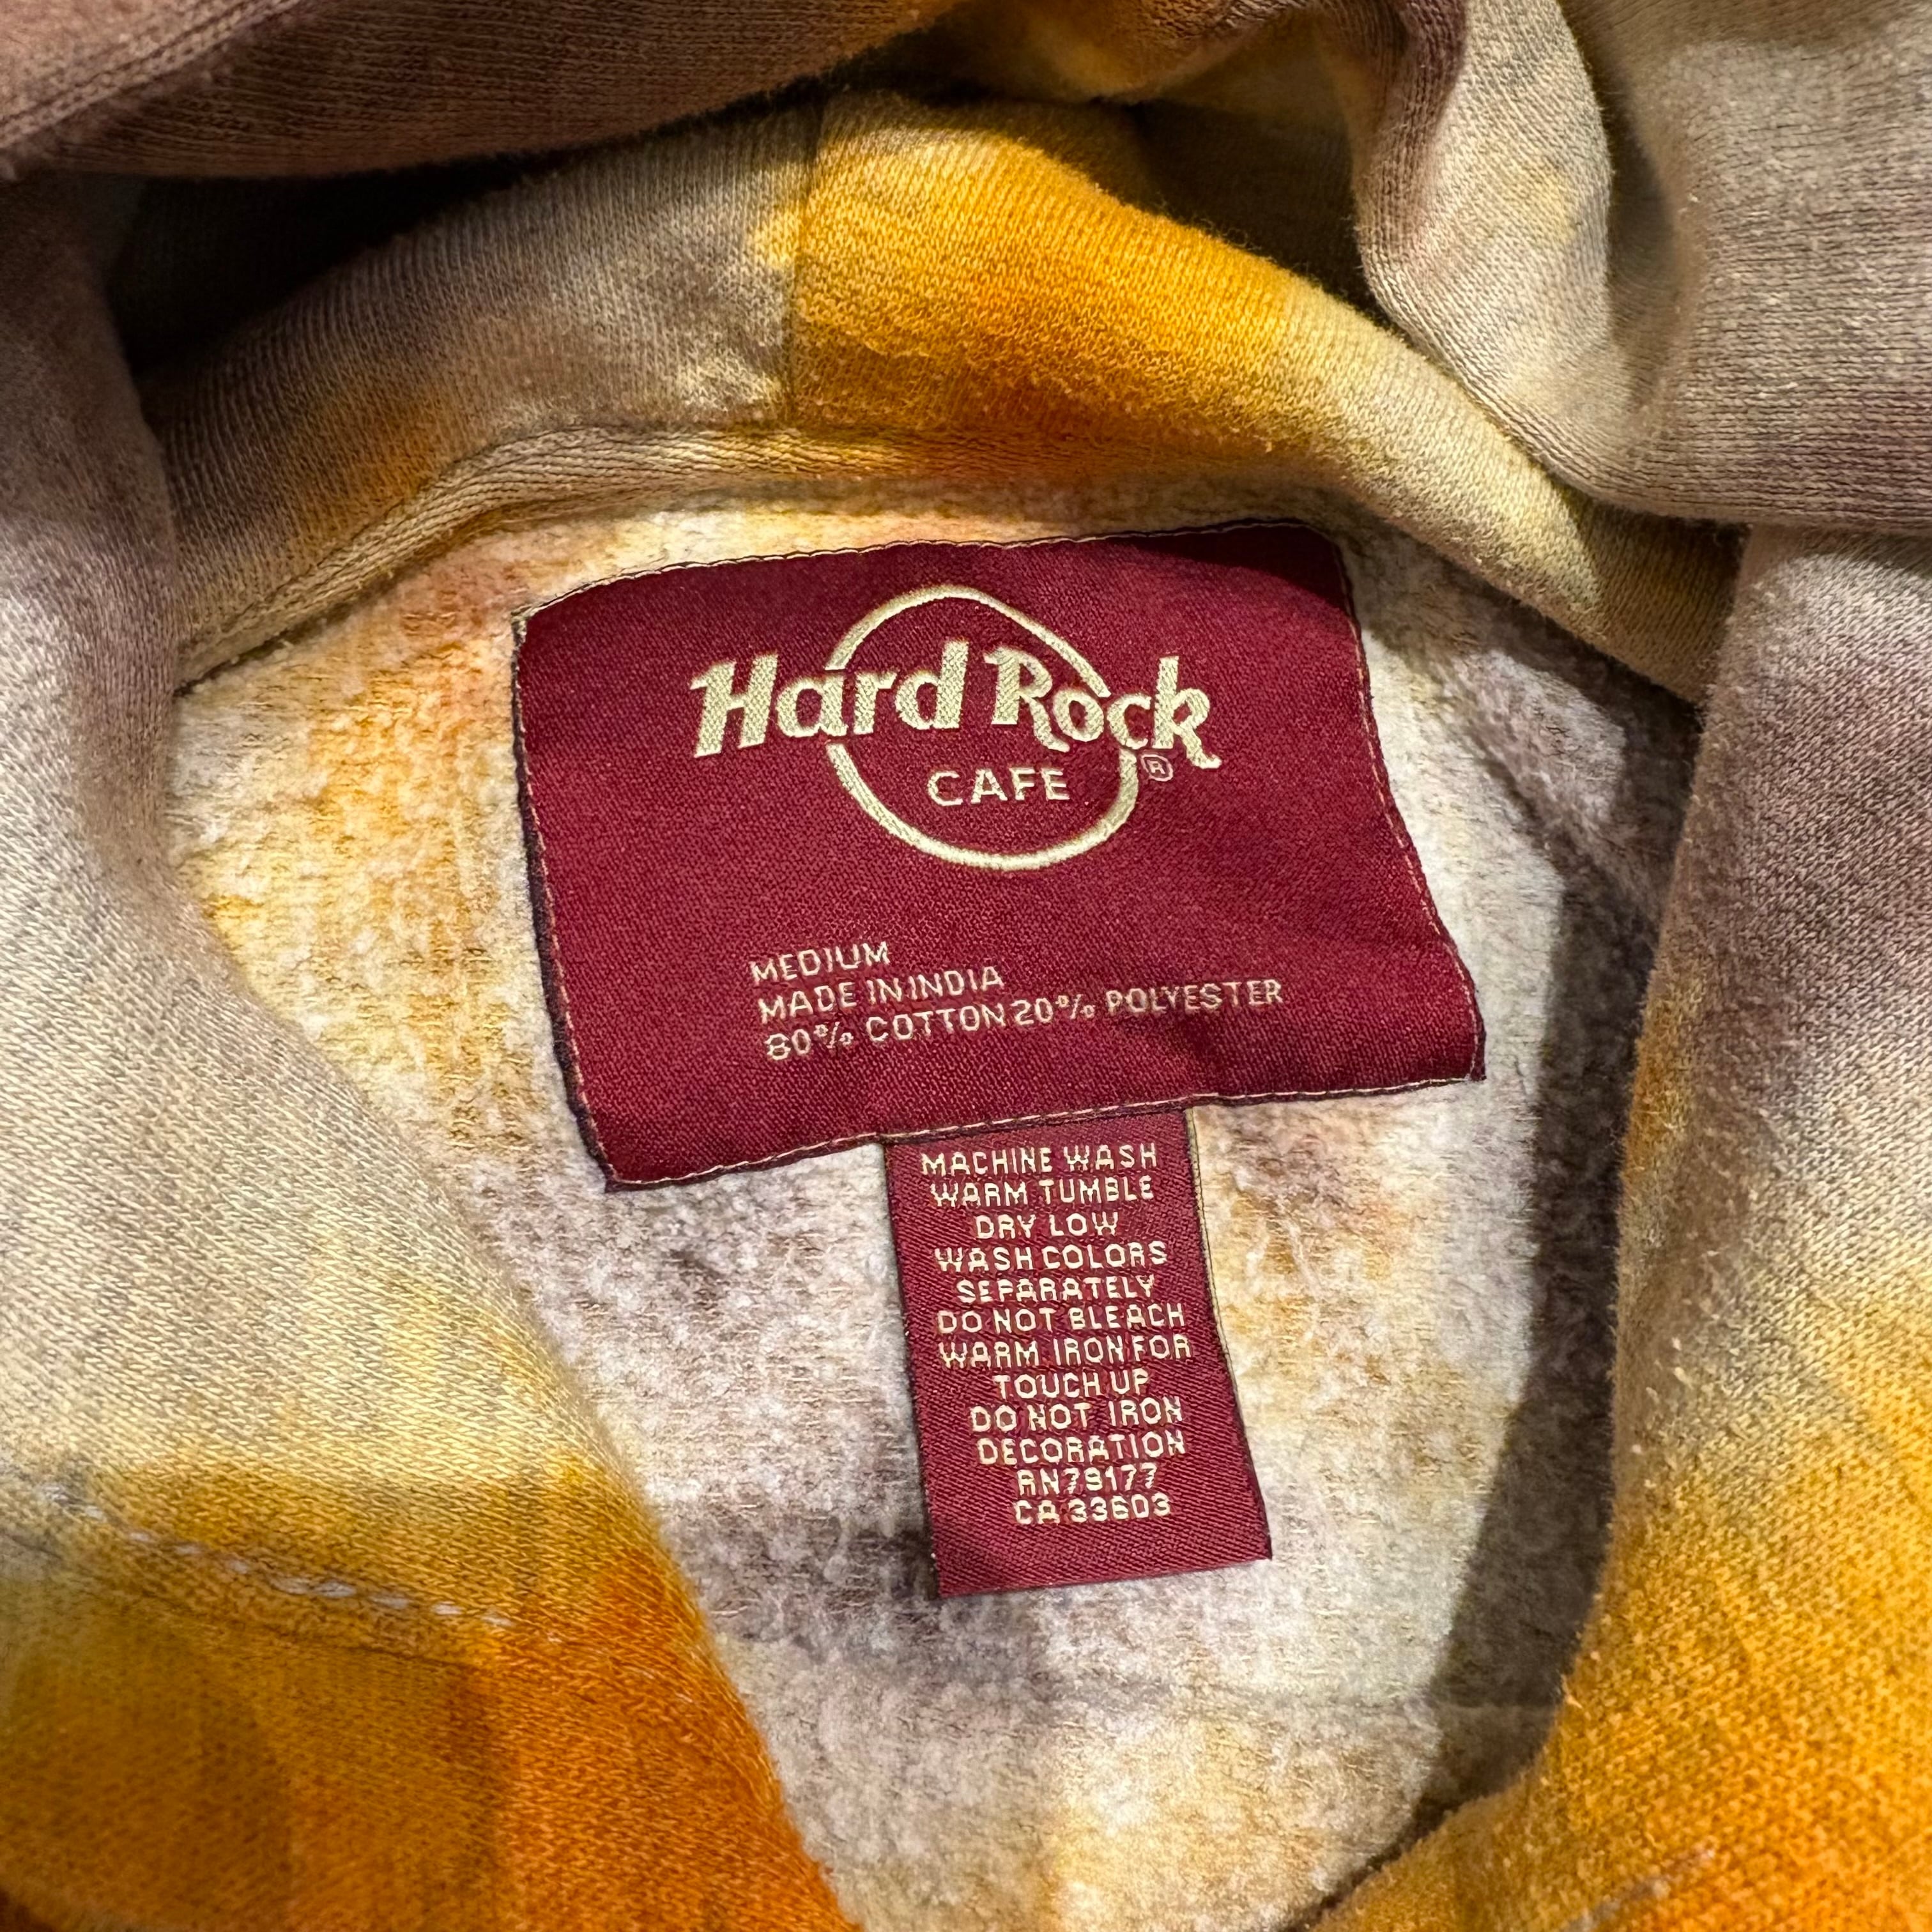 Hard Rock
CAFE
®
MEDIUM
MADE IN INDIA
80% COTTON 20% POLYESTER
MACHINE WASH
WARM TUMBLE
DRY LOW
WASH COLORS
SEPARATELY
DO NOT BLEACH
WARM IRON FOR
TOUCH UP
DO NOT IRON
DECORATION
RN79177
CA 33603